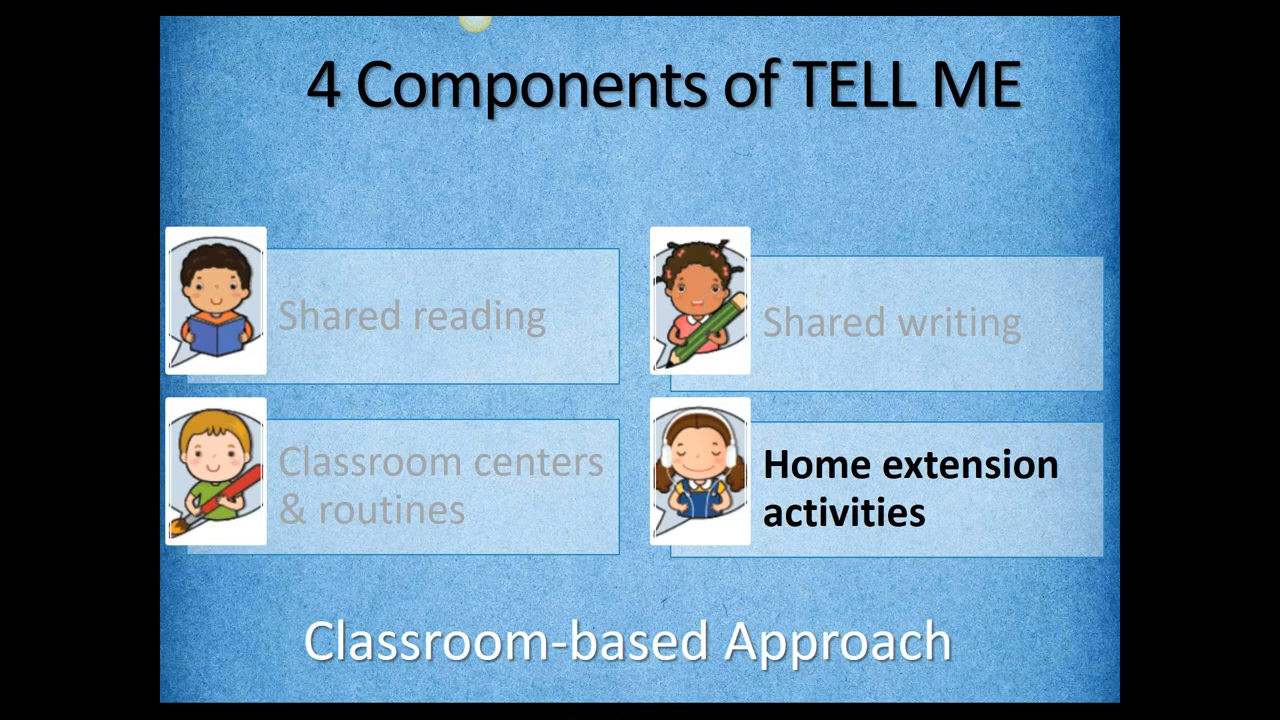 4 Components of TELL ME
Shared reading
Shared writing
Classroom centers
& routines
Home extension
activities
Classroom-based Approach